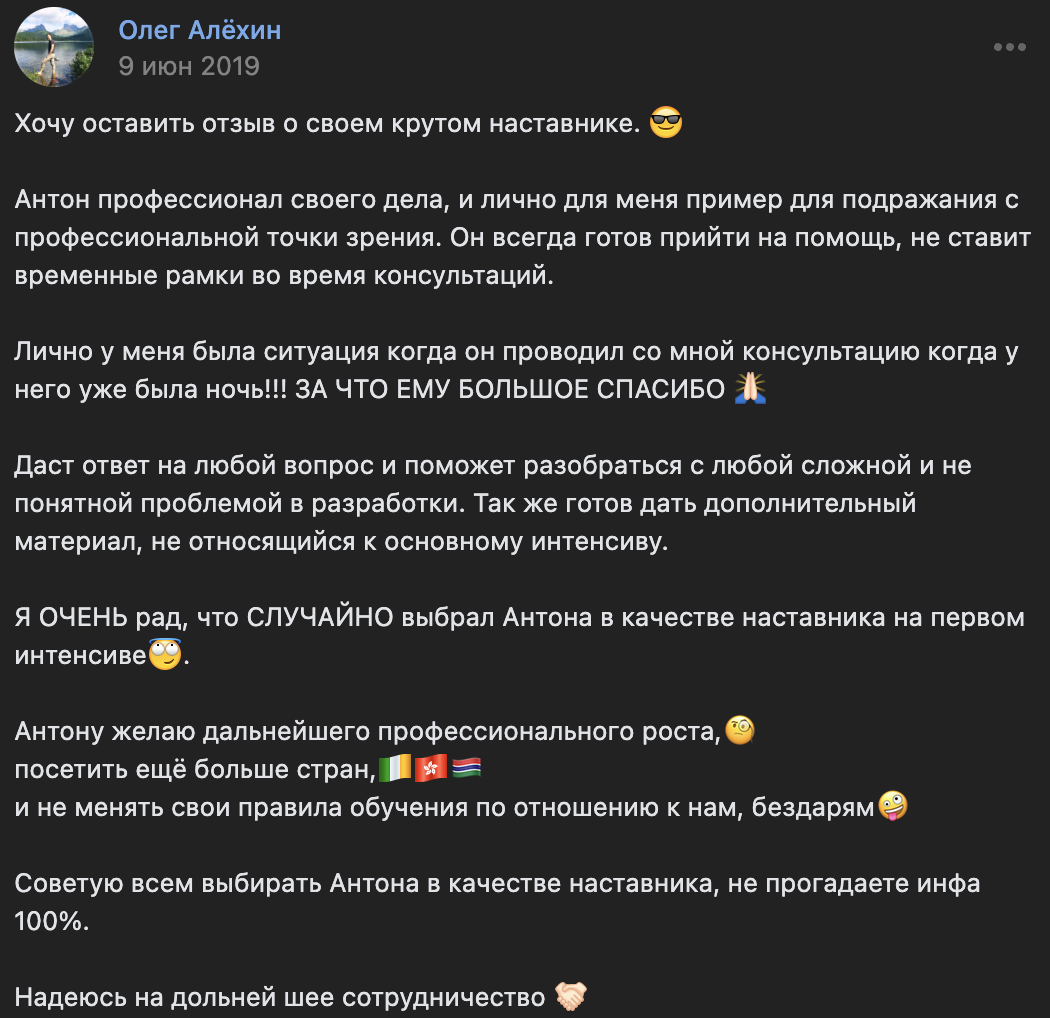 Олег Алёхин
9 июн 2019
Хочу оставить отзыв о своем крутом наставнике. 😎
Антон профессионал своего дела, и лично для меня пример для подражания с
профессиональной точки зрения. Он всегда готов прийти на помощь, не ставит
временные рамки во время консультаций.
Лично у меня была ситуация когда он проводил со мной консультацию когда у
него уже была ночь!!! ЗА ЧТО ЕМУ БОЛЬШОЕ СПАСИБО 🙏🏻
Даст ответ на любой вопрос и поможет разобраться с любой сложной и не
понятной проблемой в разработки. Так же готов дать дополнительный
материал, не относящийся к основному интенсиву.
Я ОЧЕНЬ рад, что СЛУЧАЙНО выбрал Антона в качестве наставника на первом
интенсиве🙄.
Антону желаю дальнейшего профессионального роста,🧐
посетить ещё больше стран,🇮🇪🇭🇰🇬🇲
и не менять свои правила обучения по отношению к нам, бездарям🤪
Советую всем выбирать Антона в качестве наставника, не прогадаете инфа
100%.
Надеюсь на дольней шее сотрудничество 🤝🏻